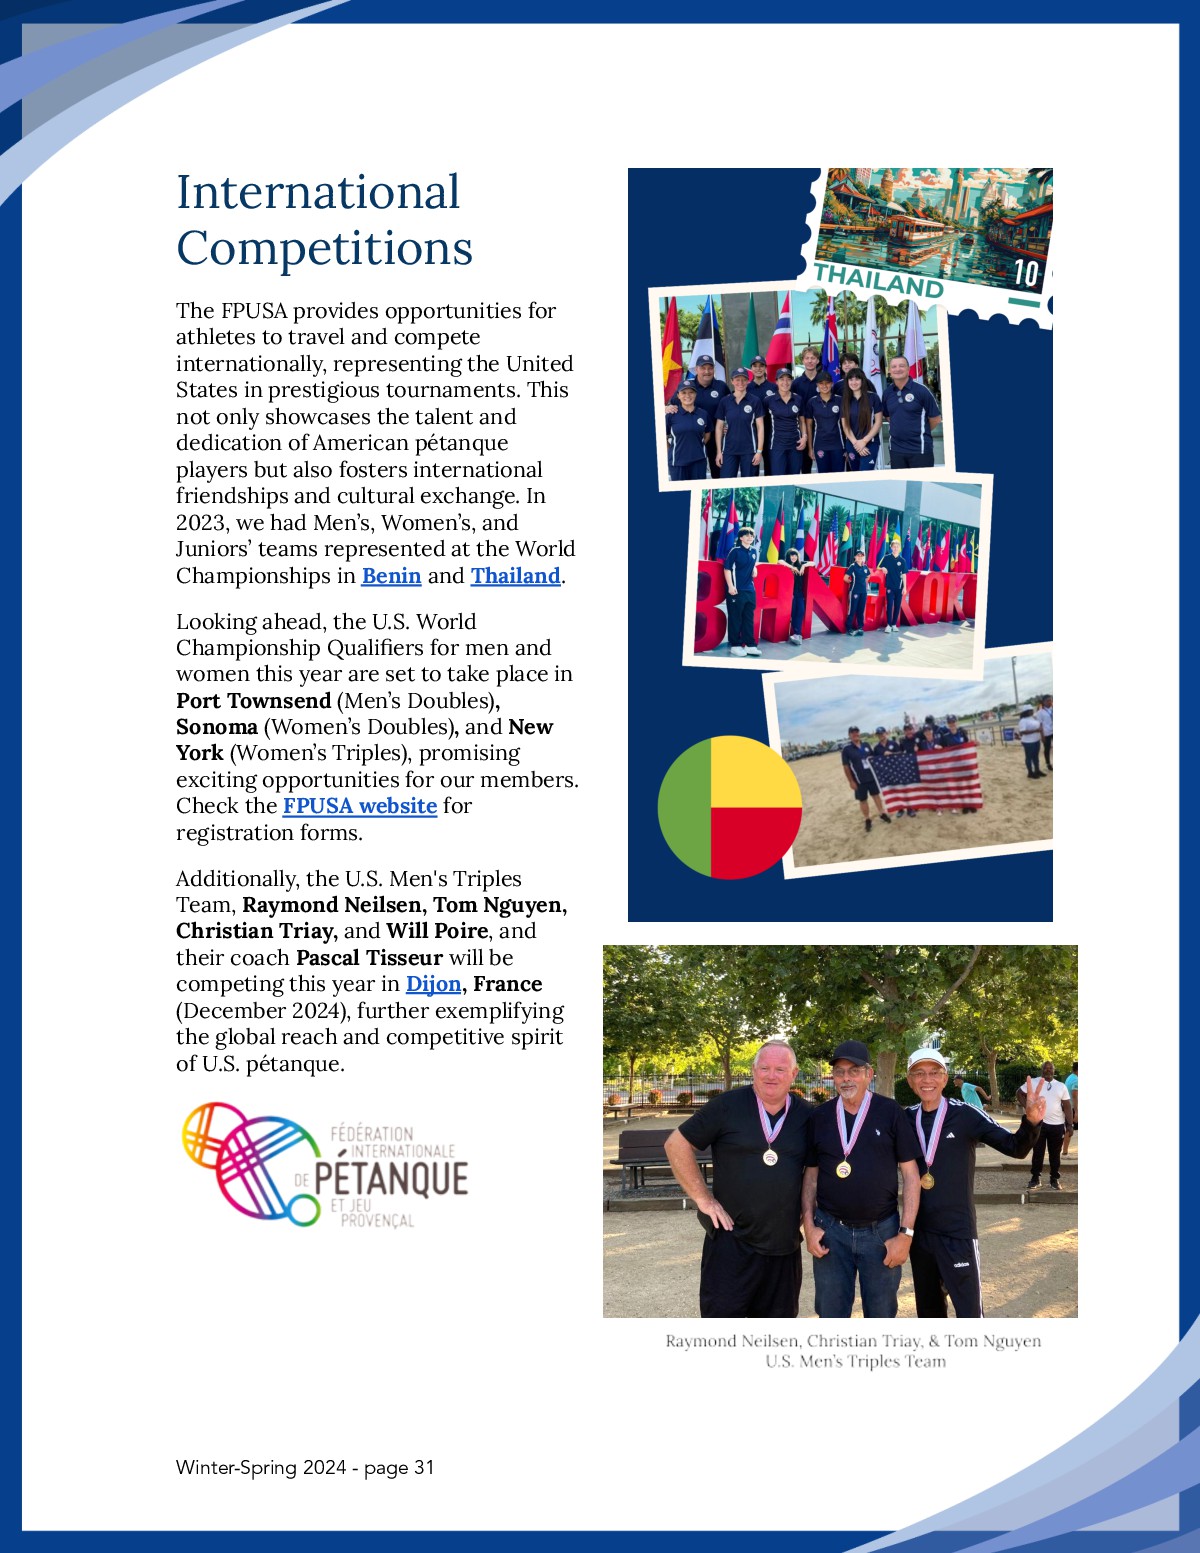 International
Competitions
The FPUSA provides opportunities for
athletes to travel and compete
internationally, representing the United
States in prestigious tournaments. This
not only showcases the talent and
dedication of American pétanque
players but also fosters international
friendships and cultural exchange. In
2023, we had Men’s, Women’s, and
Juniors’ teams represented at the World
Championships in Benin and Thailand.
Looking ahead, the U.S. World
Championship Qualifiers for men and
women this year are set to take place in
Port Townsend (Men’s Doubles),
Sonoma (Women’s Doubles), and New
York (Women’s Triples), promising
exciting opportunities for our members.
Check the FPUSA website for
registration forms.
Additionally, the U.S. Men's Triples
Team, Raymond Neilsen, Tom Nguyen,
Christian Triay, and Will Poire, and
their coach Pascal Tisseur will be
competing this year in Dijon, France
(December 2024), further exemplifying
the global reach and competitive spirit
of U.S. pétanque.
FÉDÉRATION
INTERNATIONALE
DE PÉTANQUE
ET JEU
PROVENÇAL
THAILAND
10
BANGKOK
adidas
Raymond Neilsen, Christian Triay, & Tom Nguyen
U.S. Men’s Triples Team
Winter-Spring 2024 - page 31